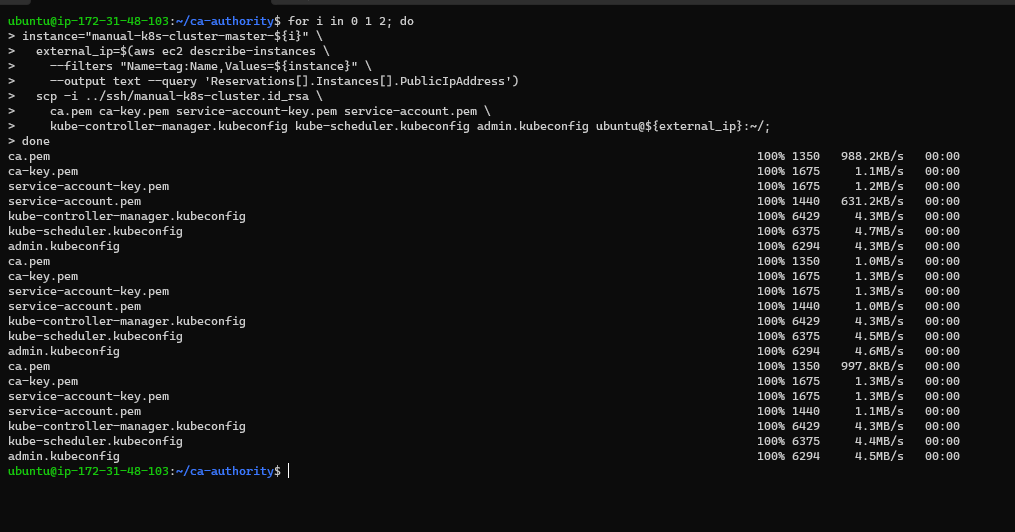 ubuntu@ip-172-31-48-103:~/ca-authority$ for i in 0 1 2; do
> instance="manual-k8s-cluster-master-${i}" \
>   external_ip=$(aws ec2 describe-instances \
>     --filters "Name=tag:Name,Values=${instance}" \
>     --output text --query 'Reservations[].Instances[].PublicIpAddress')
>   scp -i ../ssh/manual-k8s-cluster.id_rsa \
>     ca.pem ca-key.pem service-account-key.pem service-account.pem \
>     kube-controller-manager.kubeconfig kube-scheduler.kubeconfig admin.kubeconfig ubuntu@${external_ip}:~/;
> done
ca.pem 100% 1350 988.2KB/s 00:00
ca-key.pem 100% 1675 1.1MB/s 00:00
service-account-key.pem 100% 1675 1.2MB/s 00:00
service-account.pem 100% 1440 631.2KB/s 00:00
kube-controller-manager.kubeconfig 100% 6429 4.3MB/s 00:00
kube-scheduler.kubeconfig 100% 6375 4.7MB/s 00:00
admin.kubeconfig 100% 6294 4.3MB/s 00:00
ca.pem 100% 1350 1.0MB/s 00:00
ca-key.pem 100% 1675 1.3MB/s 00:00
service-account-key.pem 100% 1675 1.3MB/s 00:00
service-account.pem 100% 1440 1.0MB/s 00:00
kube-controller-manager.kubeconfig 100% 6429 4.3MB/s 00:00
kube-scheduler.kubeconfig 100% 6375 4.5MB/s 00:00
admin.kubeconfig 100% 6294 4.6MB/s 00:00
ca.pem 100% 1350 997.8KB/s 00:00
ca-key.pem 100% 1675 1.3MB/s 00:00
service-account-key.pem 100% 1675 1.3MB/s 00:00
service-account.pem 100% 1440 1.1MB/s 00:00
kube-controller-manager.kubeconfig 100% 6429 4.3MB/s 00:00
kube-scheduler.kubeconfig 100% 6375 4.4MB/s 00:00
admin.kubeconfig 100% 6294 4.5MB/s 00:00
ubuntu@ip-172-31-48-103:~/ca-authority$